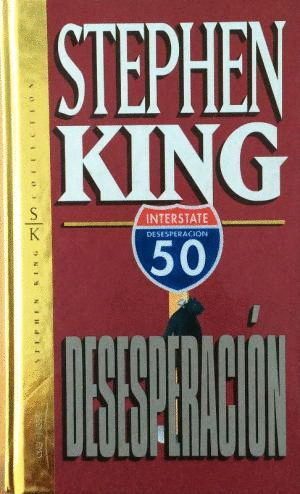 STEPHEN
KING
INTERSTATE
DESESPERACIÓN
50
DESESPERACIÓN
STEPHEN KING COLLECTION
S
K